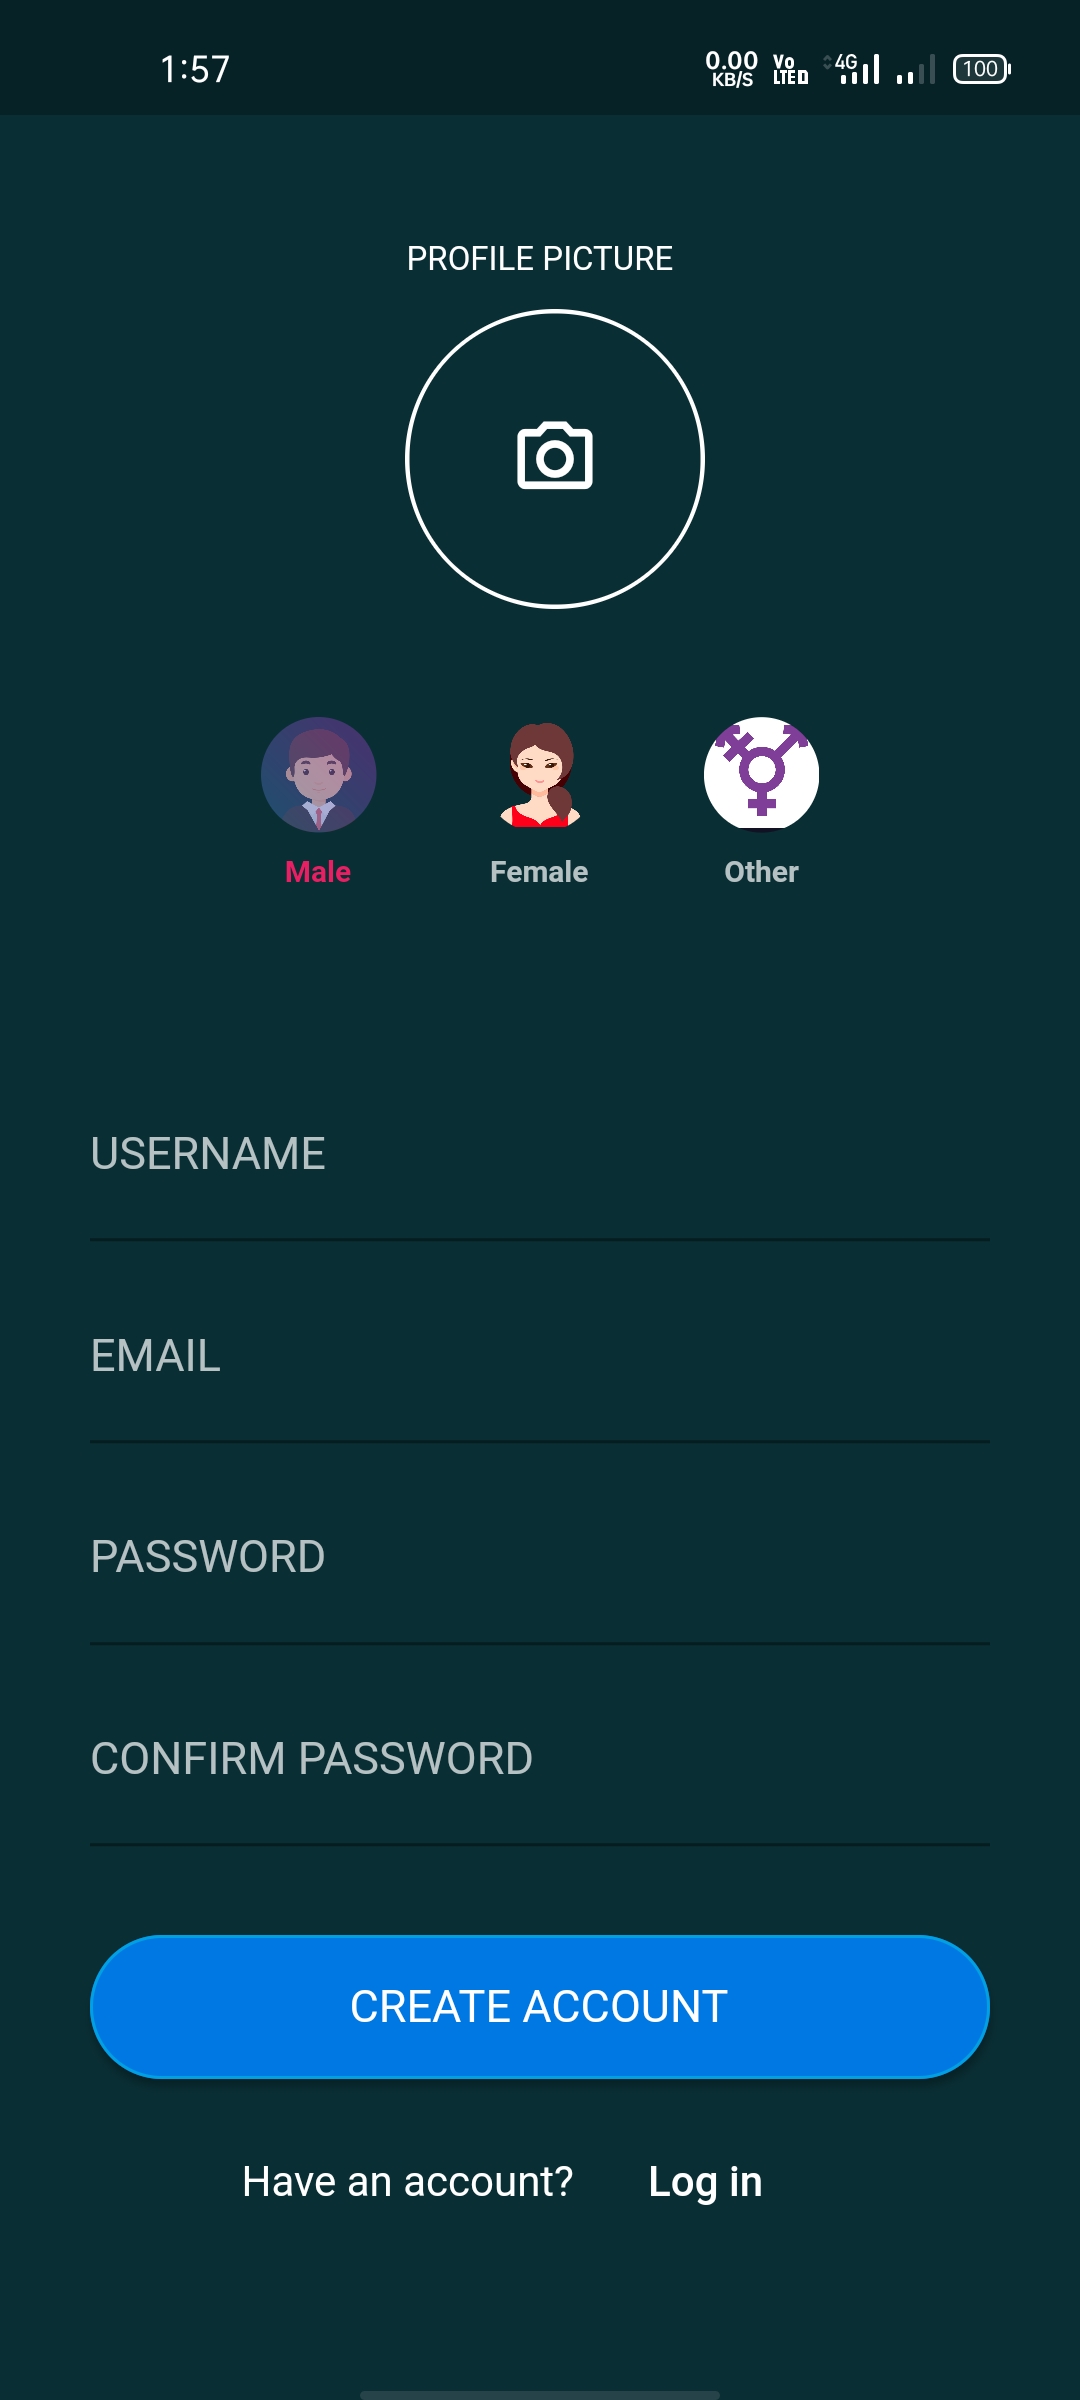 1:57
0.00 KB/S Vo LTE 4G 100
PROFILE PICTURE
Male Female Other
USERNAME
EMAIL
PASSWORD
CONFIRM PASSWORD
CREATE ACCOUNT
Have an account? Log in